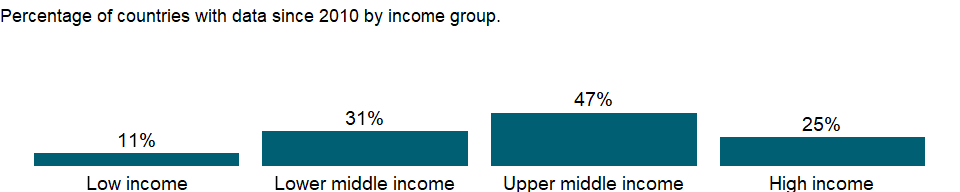 Percentage of countries with data since 2010 by income group.
47%
31%
25%
11%
Low income Lower middle income Upper middle income High income